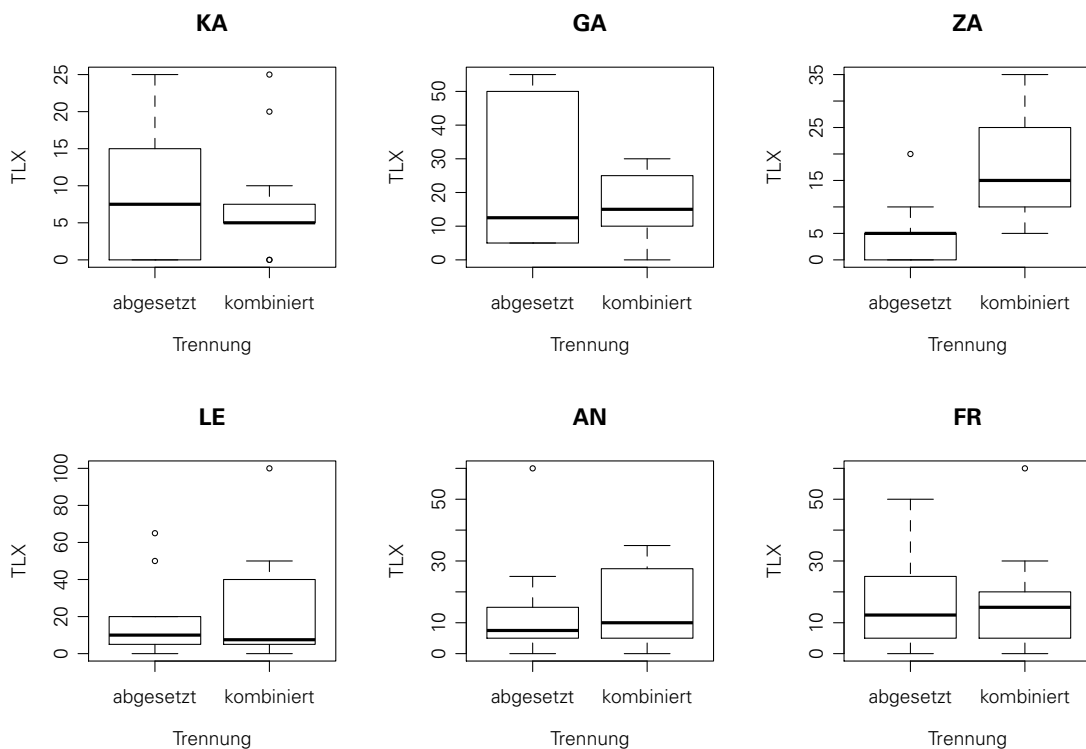 KA
TLX
0 5 10 15 20 25
abgesetzt kombiniert
Trennung
GA
TLX
0 10 20 30 40 50
abgesetzt kombiniert
Trennung
ZA
TLX
0 5 15 25 35
abgesetzt kombiniert
Trennung
LE
TLX
0 20 40 60 80 100
abgesetzt kombiniert
Trennung
AN
TLX
0 10 30 50
abgesetzt kombiniert
Trennung
FR
TLX
0 10 30 50
abgesetzt kombiniert
Trennung